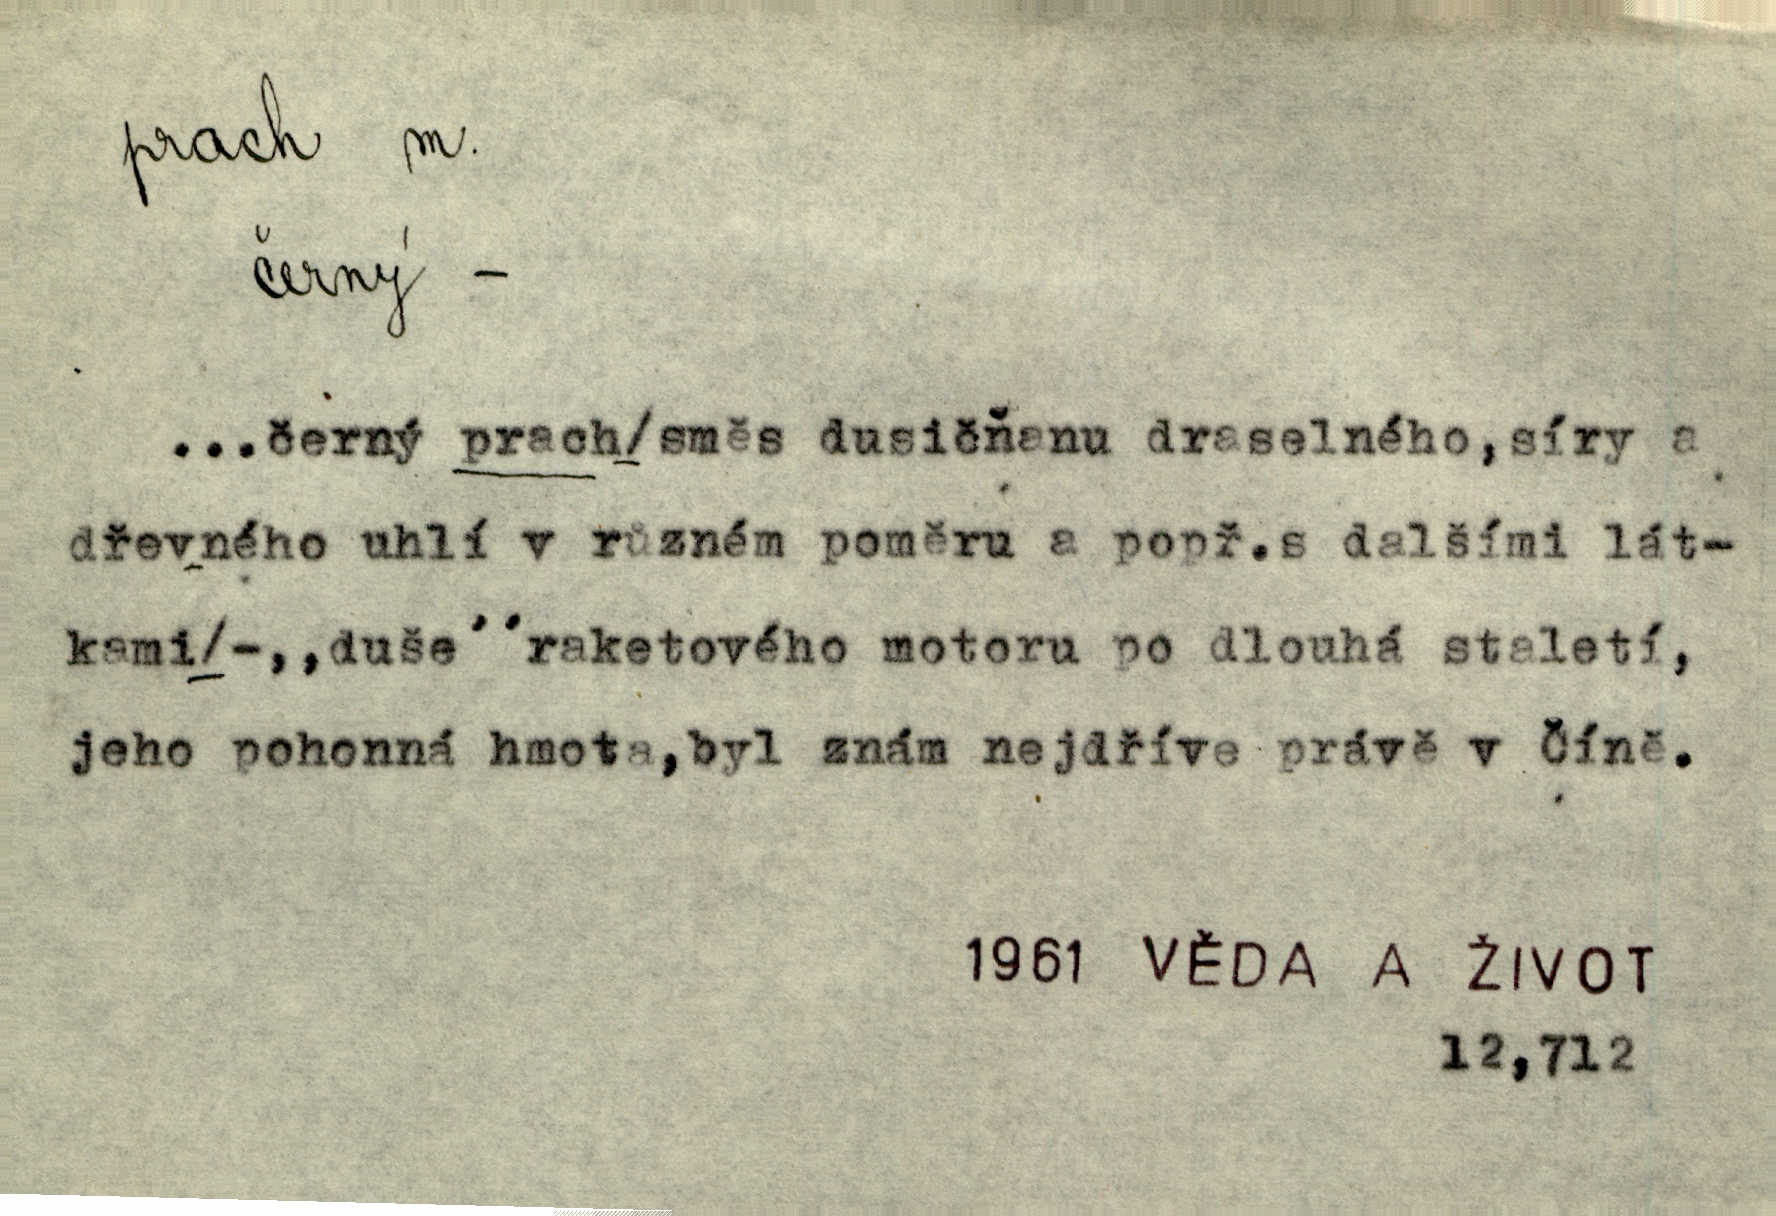 prach m.
černý –
...černý prach/směs dusičňanu draselného,síry a
dřevného uhlí v různém poměru a popř.s dalšími lát-
kami/-,,duše´´raketového motoru po dlouhá staletí,
jeho pohonná hmota,byl znám nejdříve právě v Číně.
1961 VĚDA A ŽIVOT
12,712